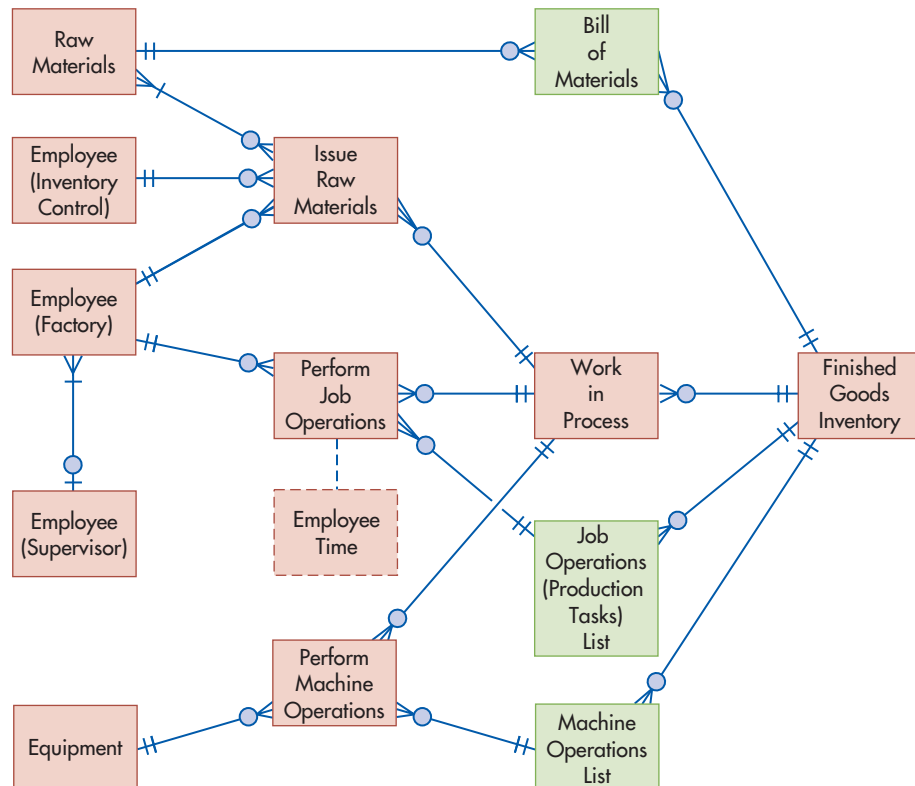 Raw
Materials
Bill
of
Materials
Employee
(Inventory
Control)
Issue
Raw
Materials
Employee
(Factory)
Perform
Job
Operations
Work
in
Process
Finished
Goods
Inventory
Employee
(Supervisor)
Employee
Time
Job
Operations
(Production
Tasks)
List
Perform
Machine
Operations
Equipment
Machine
Operations
List